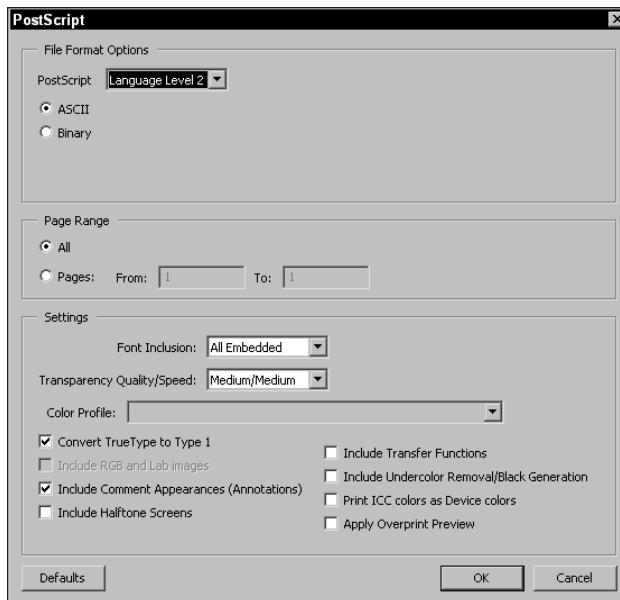 PostScript
File Format Options
PostScript Language Level 2
ASCII
Binary
Page Range
All
Pages: From: 1 To: 1
Settings
Font Inclusion: All Embedded
Transparency Quality/Speed: Medium/Medium
Color Profile:
Convert TrueType to Type 1
Include RGB and Lab images
Include Comment Appearances (Annotations)
Include Halftone Screens
Include Transfer Functions
Include Undercolor Removal/Black Generation
Print ICC colors as Device colors
Apply Overprint Preview
Defaults OK Cancel